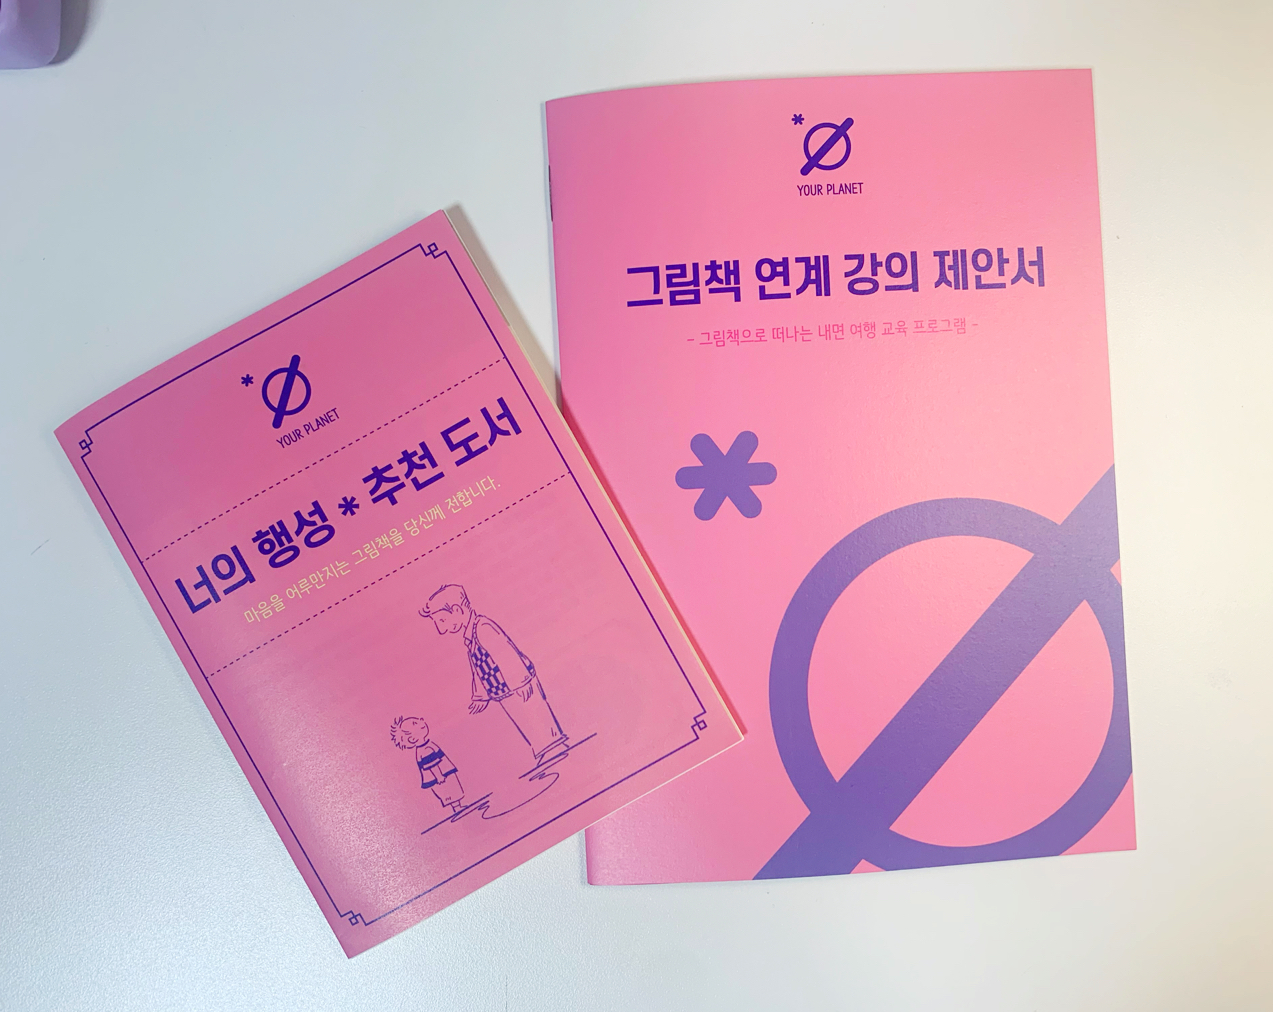 YOUR PLANET
너의 행성 * 추천 도서
마음을 어루만지는 그림책을 당신께 전합니다.
* YOUR PLANET
그림책 연계 강의 제안서
- 그림책으로 떠나는 내면 여행 교육 프로그램 -